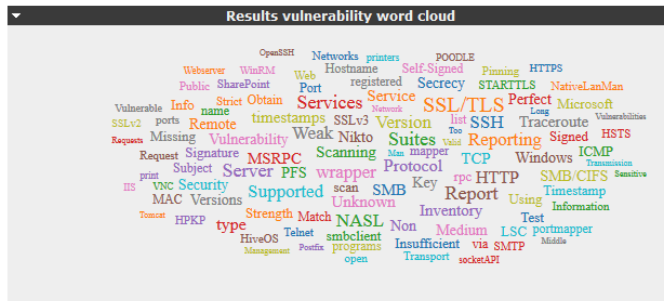 Results vulnerability word cloud
OpenSSH Networks printers POODLE
Webserver WinRM Hostname Self-Signed Pinning HTTPS
Public SharePoint Web Port registered Secrecy STARTTLS NativeLanMan
Vulnerable Info Strict Obtain Services Service SSL/TLS Perfect Long Microsoft
SSLv2 ports name timestamps SSLv3 Network Version list SSH Traceroute Vulnerabilities
Requests Missing Remote Vulnerability Weak Nikto Suites Too Valid Reporting Signed HSTS
Request Signature MSRPC Scanning Man mapper TCP Windows ICMP Transmission
print Subject Server PFS wrapper Protocol rpc HTTP SMB/CIFS Sensitive
IIS VNC Security Supported scan SMB Key Report Using Timestamp
MAC Versions Unknown Inventory Information
Tomcat HPKP Strength Match NASL Non Medium LSC Test portmapper
type HiveOS Telnet smbclient Insufficient via SMTP Middle
Management Postfix programs open Transport socketAPI